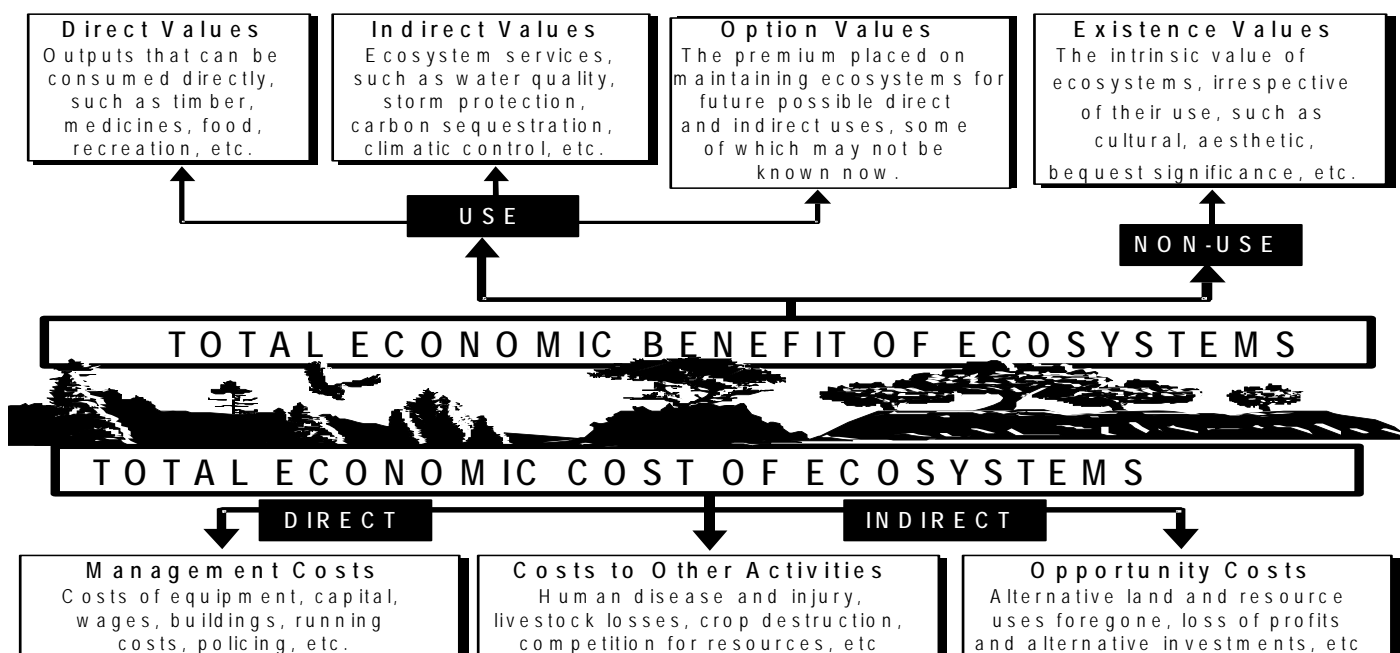 Direct Values
Outputs that can be
consumed directly,
such as timber,
medicines, food,
recreation, etc.
Indirect Values
Ecosystem services,
such as water quality,
storm protection,
carbon sequestration,
climatic control, etc.
Option Values
The premium placed on
maintaining ecosystems for
future possible direct
and indirect uses, some
of which may not be
known now.
Existence Values
The intrinsic value of
ecosystems, irrespective
of their use, such as
cultural, aesthetic,
bequest significance, etc.
USE
NON-USE
TOTAL ECONOMIC BENEFIT OF ECOSYSTEMS
TOTAL ECONOMIC COST OF ECOSYSTEMS
DIRECT
INDIRECT
Management Costs
Costs of equipment, capital,
wages, buildings, running
costs, policing, etc.
Costs to Other Activities
Human disease and injury,
livestock losses, crop destruction,
competition for resources, etc
Opportunity Costs
Alternative land and resource
uses foregone, loss of profits
and alternative investments, etc